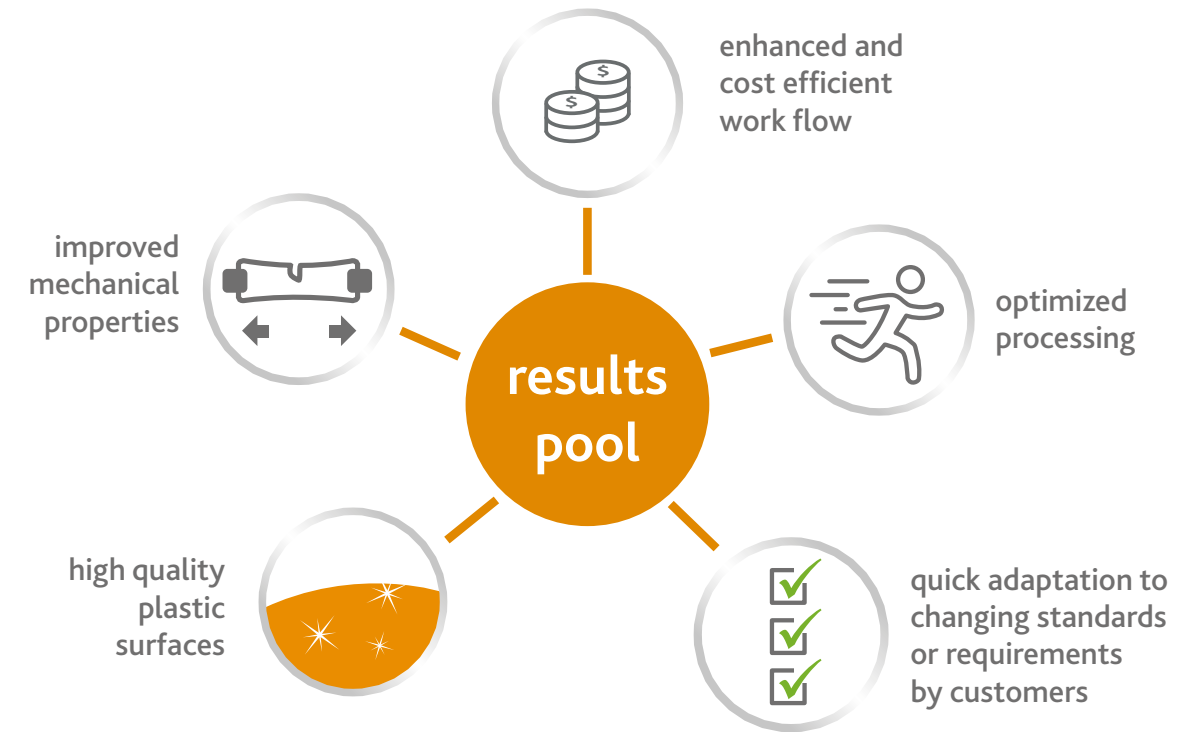 enhanced and
cost efficient
work flow
$
$
improved
mechanical
properties
optimized
processing
results
pool
high quality
plastic
surfaces
quick adaptation to
changing standards
or requirements
by customers